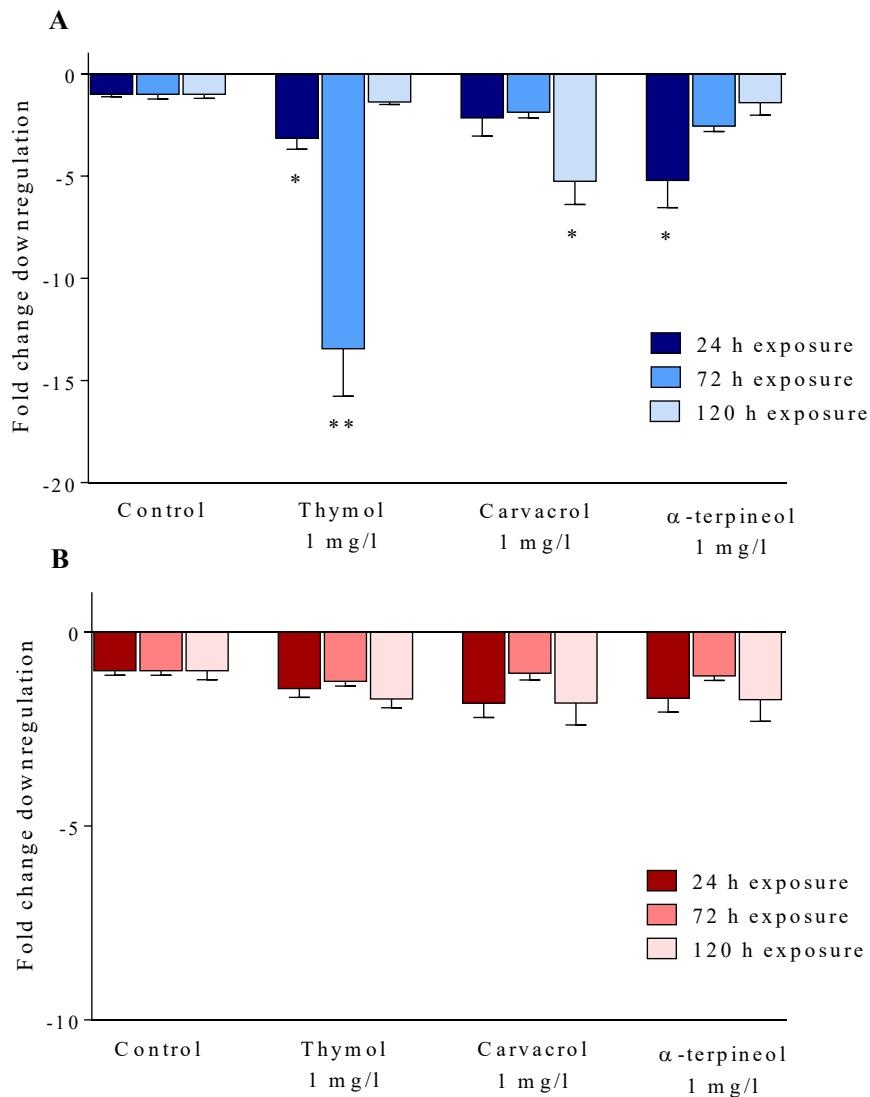 A
Fold change downregulation
0
-5
-10
-15
-20
*
**
*
*
24 h exposure
72 h exposure
120 h exposure
Control
Thymol
1 mg/l
Carvacrol
1 mg/l
α-terpineol
1 mg/l
B
Fold change downregulation
0
-5
-10
24 h exposure
72 h exposure
120 h exposure
Control
Thymol
1 mg/l
Carvacrol
1 mg/l
α-terpineol
1 mg/l